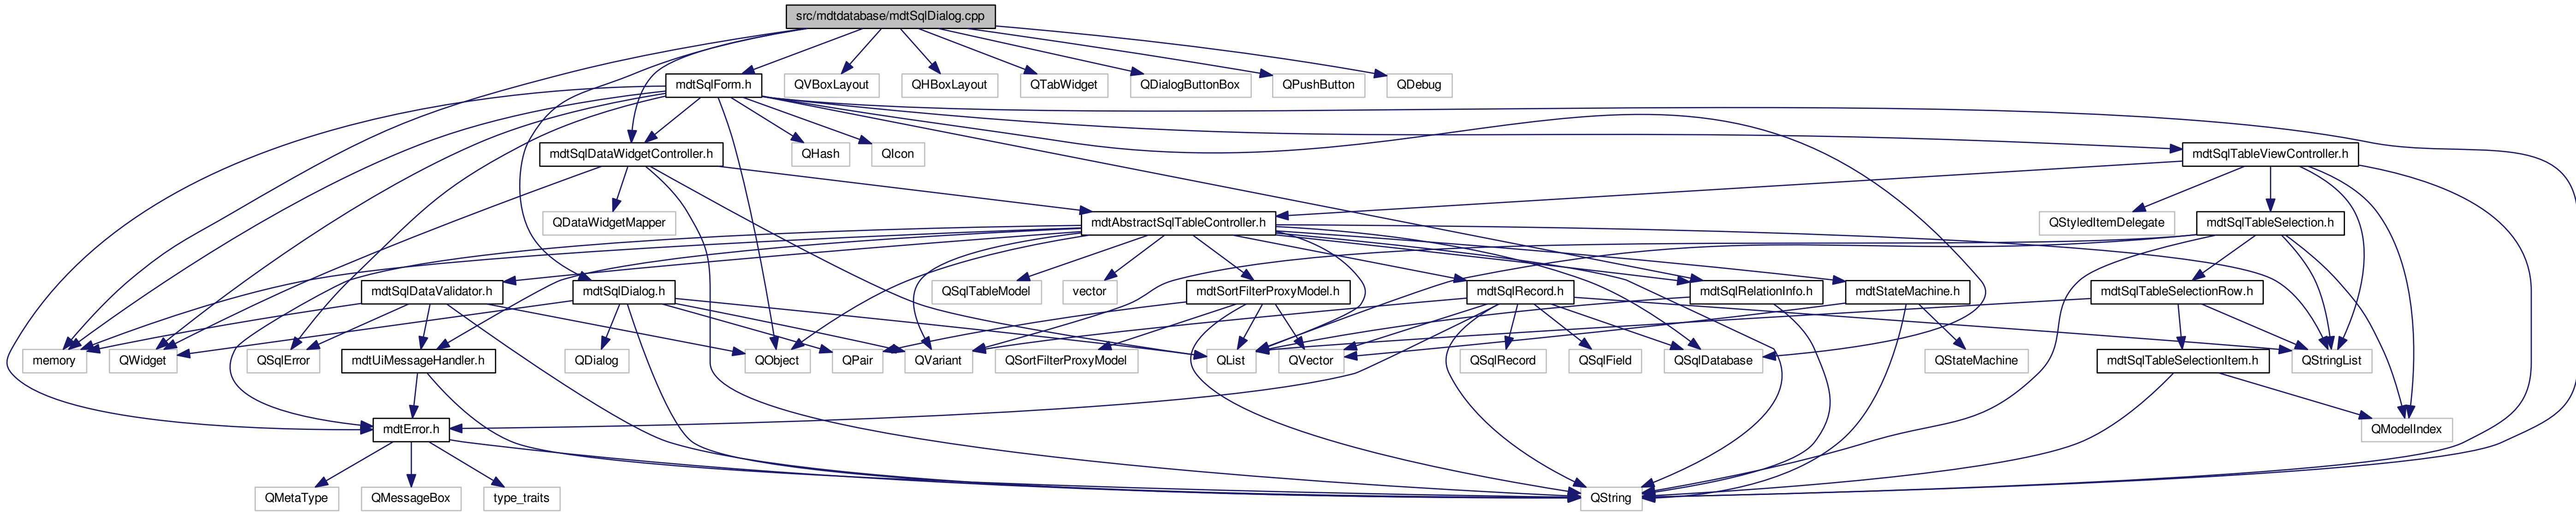 src/mdtdatabase/mdtSqlDialog.cpp
mdtSqlForm.h
QVBoxLayout
QHBoxLayout
QTabWidget
QDialogButtonBox
QPushButton
QDebug
mdtSqlDataWidgetController.h
QHash
QIcon
mdtSqlTableViewController.h
QDataWidgetMapper
mdtAbstractSqlTableController.h
QStyledItemDelegate
mdtSqlTableSelection.h
mdtSqlDataValidator.h
mdtSqlDialog.h
QSqlTableModel
vector
mdtSortFilterProxyModel.h
mdtSqlRecord.h
mdtSqlRelationInfo.h
mdtStateMachine.h
mdtSqlTableSelectionRow.h
memory
QWidget
QSqlError
mdtUiMessageHandler.h
QDialog
QObject
QPair
QVariant
QSortFilterProxyModel
QList
QVector
QSqlRecord
QSqlField
QSqlDatabase
QStateMachine
mdtSqlTableSelectionItem.h
QStringList
mdtError.h
QModelIndex
QMetaType
QMessageBox
type_traits
QString